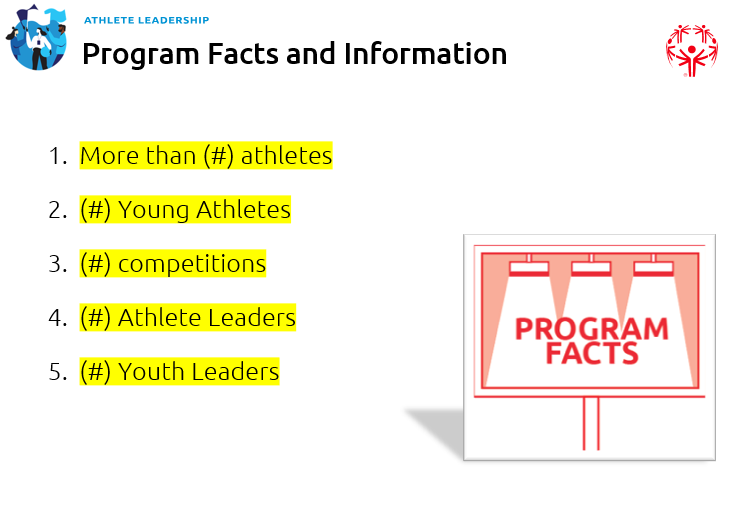 ATHLETE LEADERSHIP
Program Facts and Information
1. More than (#) athletes
2. (#) Young Athletes
3. (#) competitions
4. (#) Athlete Leaders
5. (#) Youth Leaders
PROGRAM
FACTS